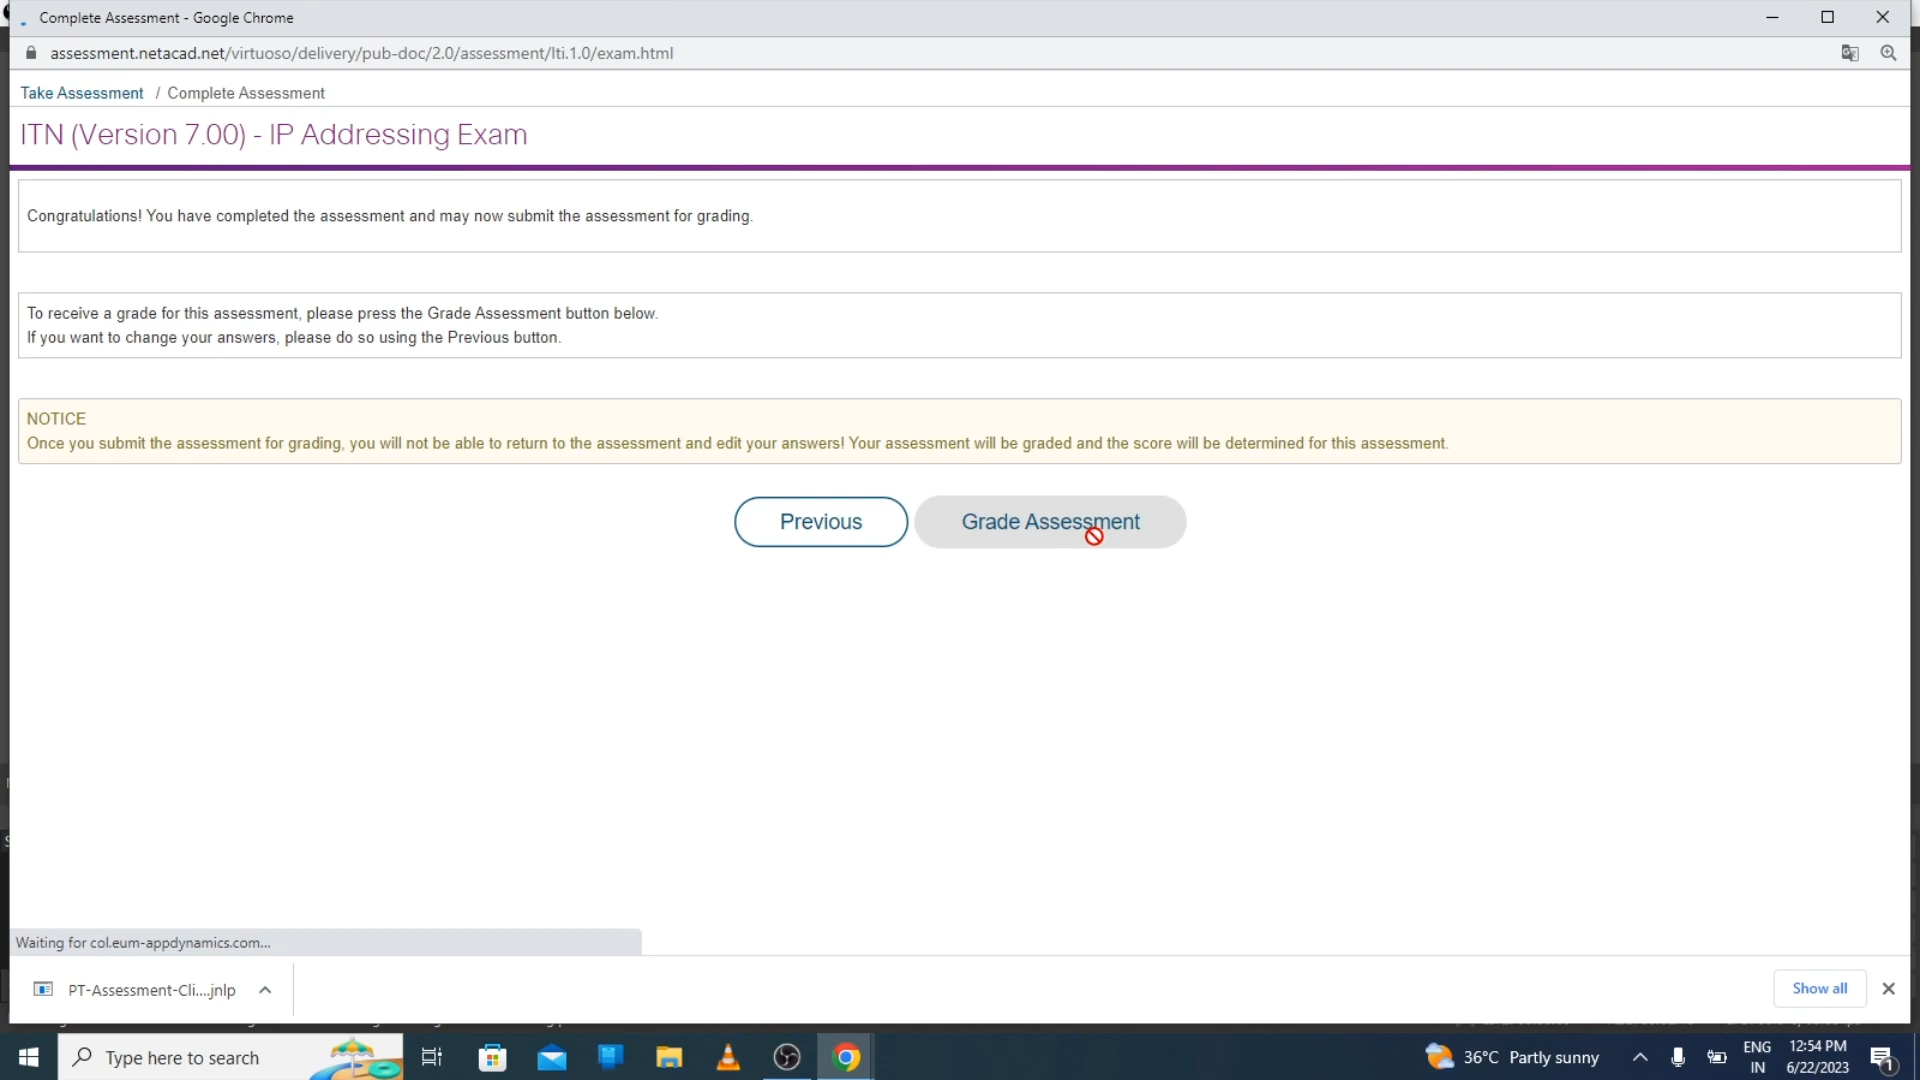 Complete Assessment - Google Chrome
assessment.netacad.net/virtuoso/delivery/pub-doc/2.0/assessment/lti.1.0/exam.html
Take Assessment / Complete Assessment
ITN (Version 7.00) - IP Addressing Exam
Congratulations! You have completed the assessment and may now submit the assessment for grading.
To receive a grade for this assessment, please press the Grade Assessment button below.
If you want to change your answers, please do so using the Previous button.
NOTICE
Once you submit the assessment for grading, you will not be able to return to the assessment and edit your answers! Your assessment will be graded and the score will be determined for this assessment.
Previous
Grade Assessment
Waiting for col.eum-appdynamics.com...
PT-Assessment-Cli....jnlp
Show all
Type here to search
36°C Partly sunny
ENG
IN
12:54 PM
6/22/2023
1